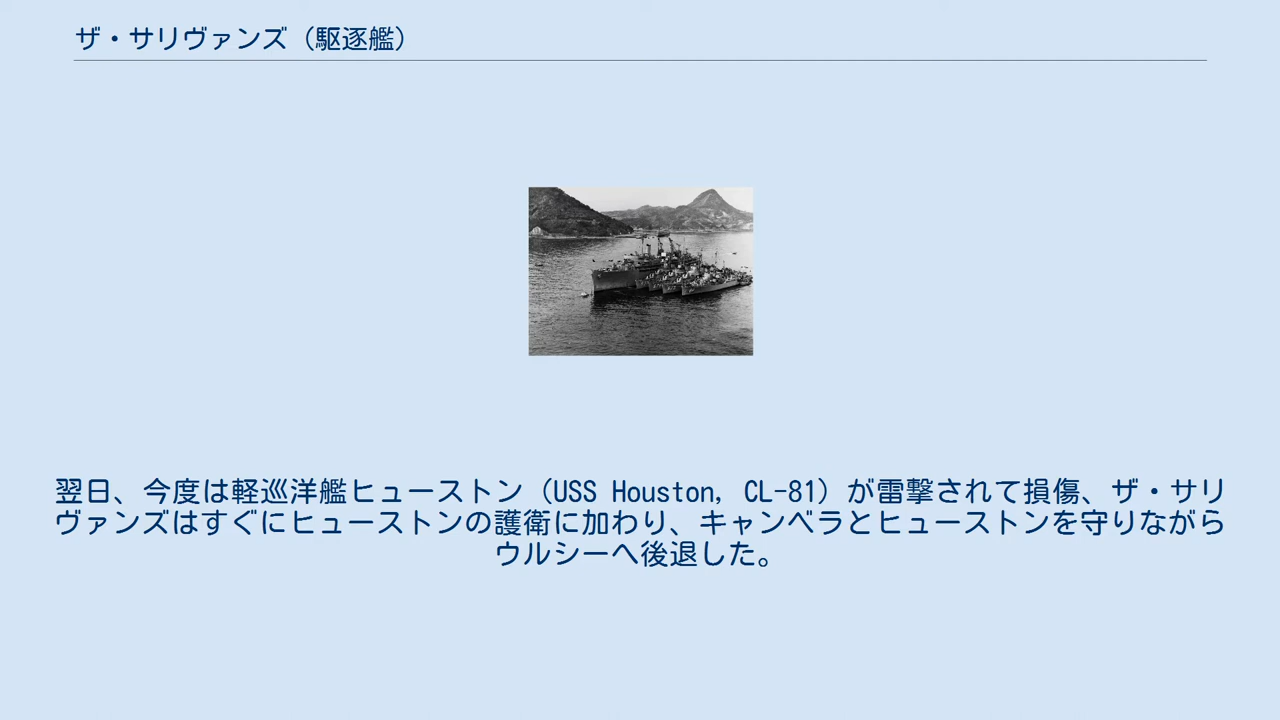 ザ・サリヴァンズ（駆逐艦）
翌日、今度は軽巡洋艦ヒューストン（USS Houston, CL-81）が雷撃されて損傷、ザ・サリ
ヴァンズはすぐにヒューストンの護衛に加わり、キャンベラとヒューストンを守りながら
ウルシーへ後退した。